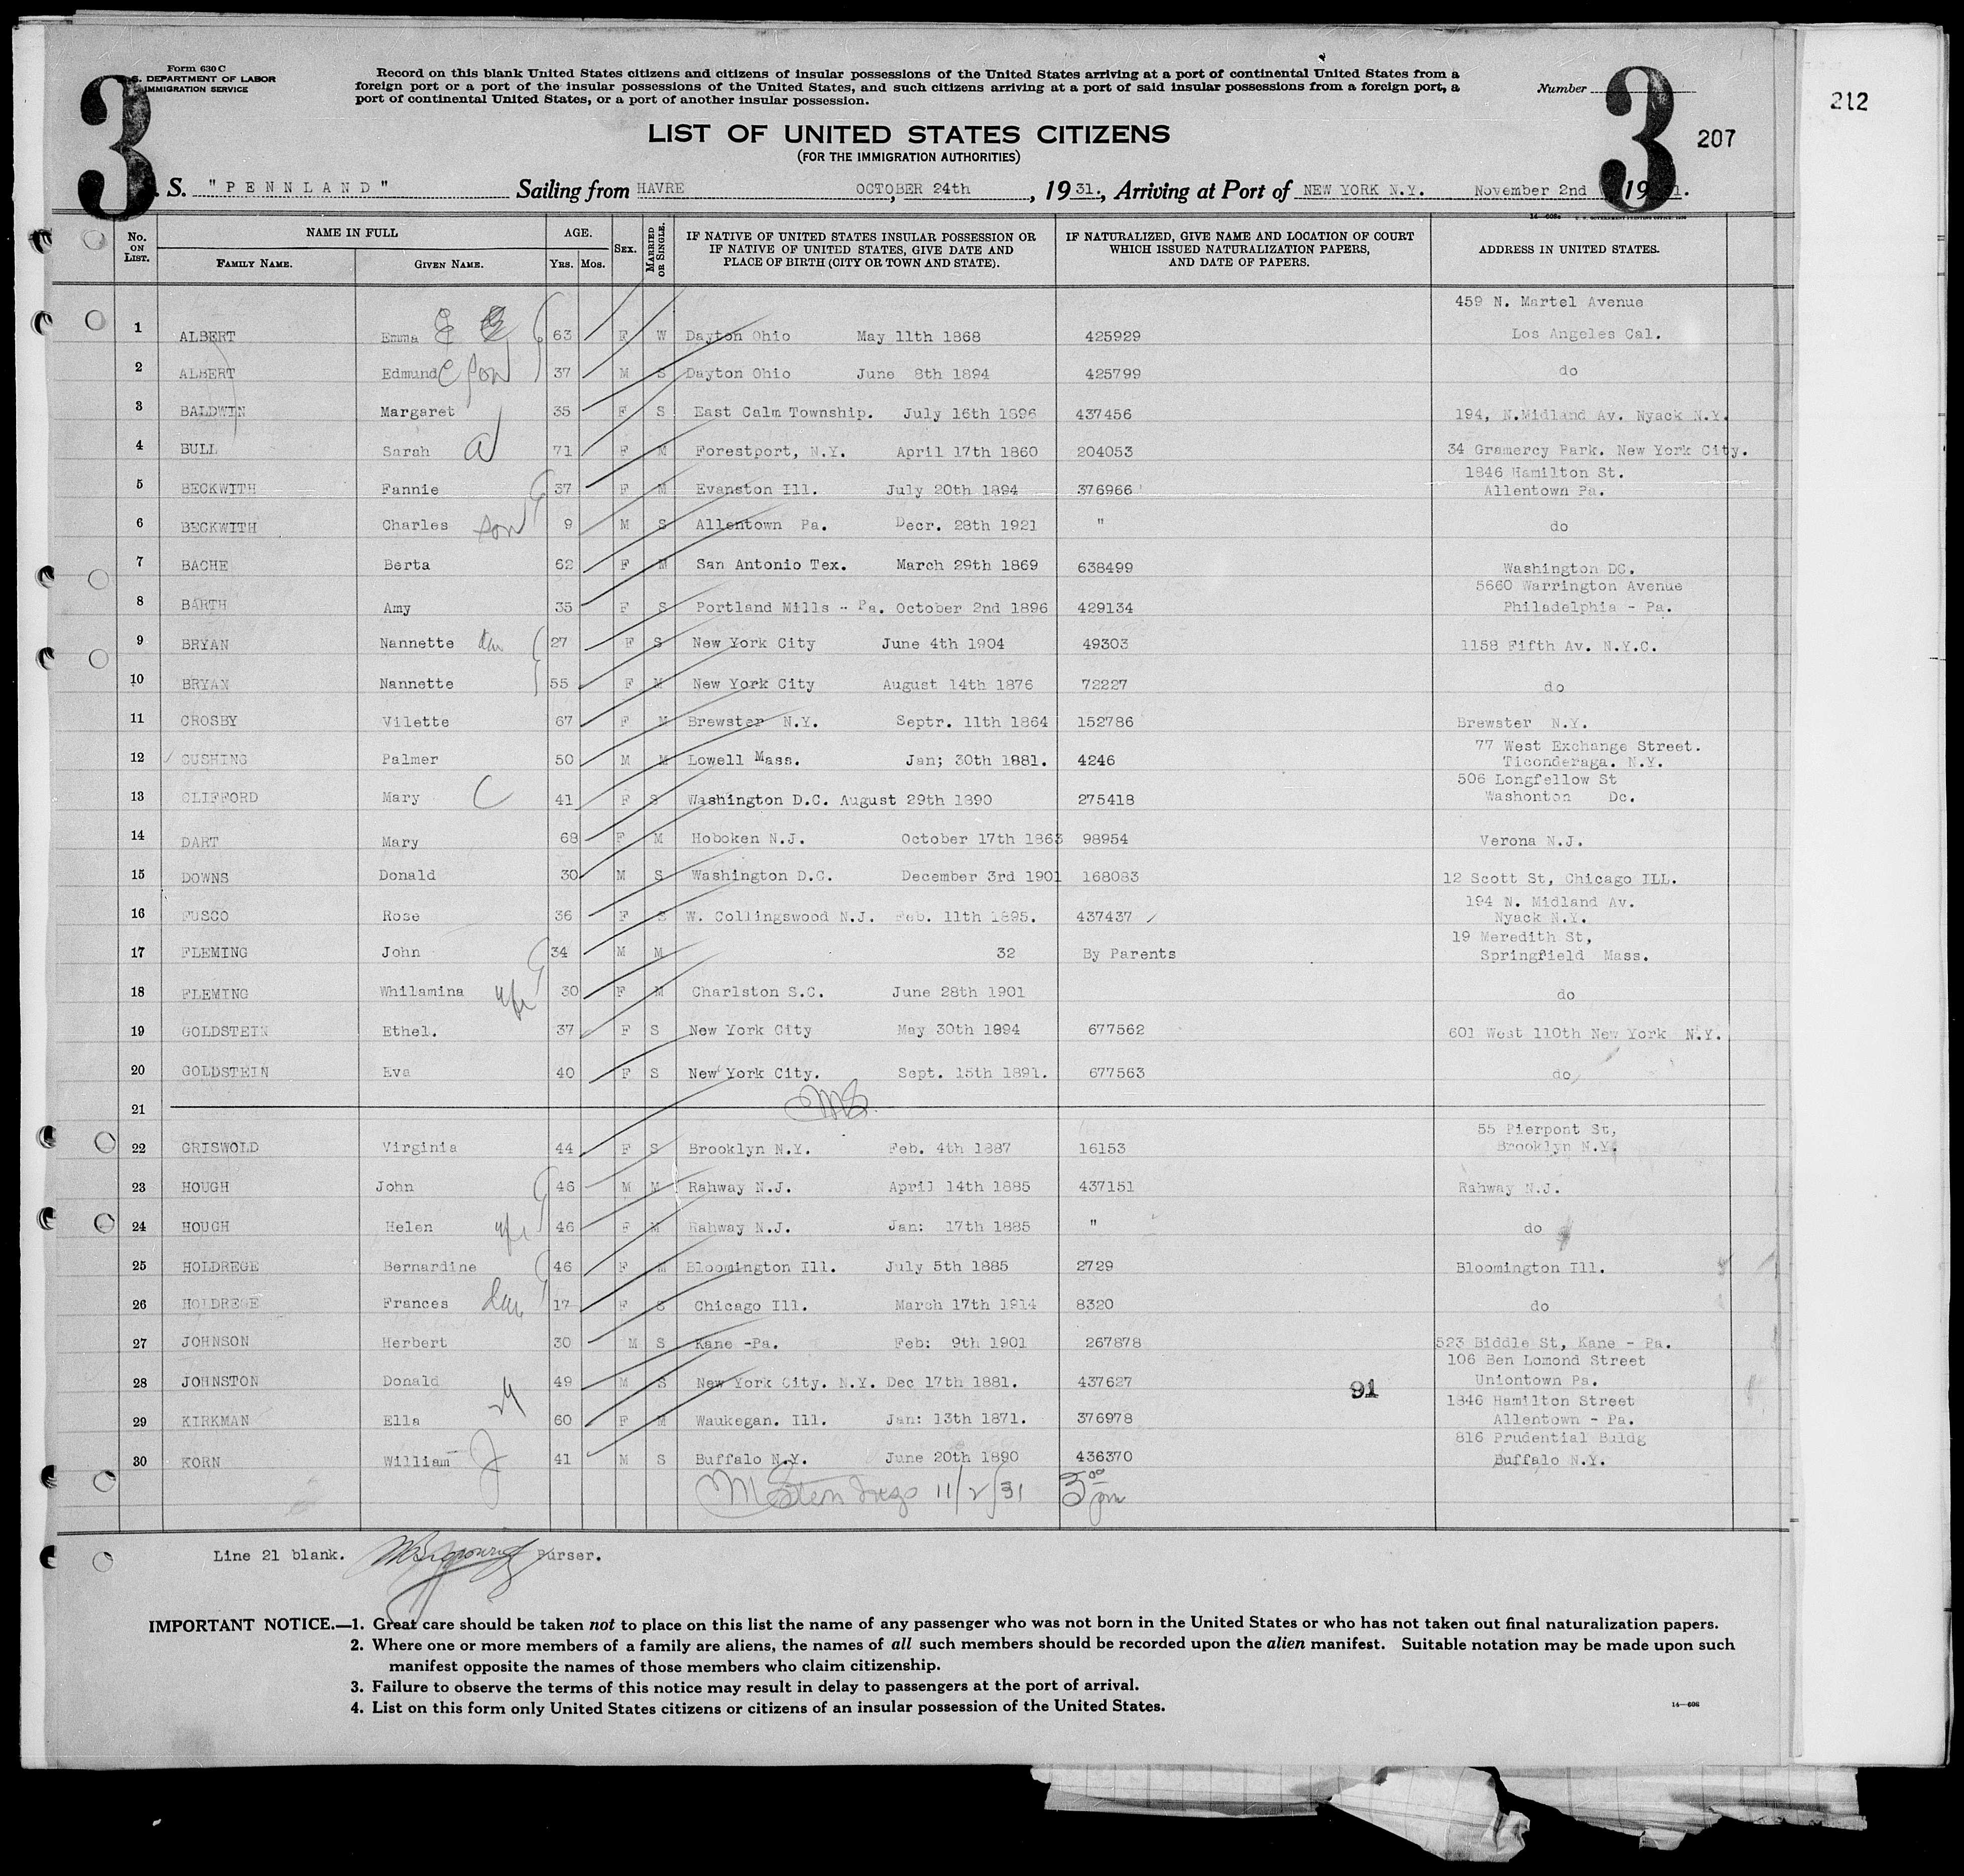 Form 630 C
U. S. DEPARTMENT OF LABOR
IMMIGRATION SERVICE
3
Record on this blank United States citizens and citizens of insular possessions of the United States arriving at a port of continental United States from a
foreign port or a port of the insular possessions of the United States, and such citizens arriving at a port of said insular possessions from a foreign port, a
port of continental United States, or a port of another insular possession.
Number
3
207
212
LIST OF UNITED STATES CITIZENS
(FOR THE IMMIGRATION AUTHORITIES)
S. "PENNLAND" Sailing from HAVRE OCTOBER 24th, 1931., Arriving at Port of NEW YORK N.Y. November 2nd 1931.
No. ON LIST. NAME IN FULL FAMILY NAME. GIVEN NAME. AGE. YRS. MOS. SEX. MARRIED OR SINGLE. IF NATIVE OF UNITED STATES INSULAR POSSESSION OR IF NATIVE OF UNITED STATES, GIVE DATE AND PLACE OF BIRTH (CITY OR TOWN AND STATE). IF NATURALIZED, GIVE NAME AND LOCATION OF COURT WHICH ISSUED NATURALIZATION PAPERS, AND DATE OF PAPERS. ADDRESS IN UNITED STATES.
459 N. Martel Avenue
1 ALBERT Emma E 63 F W Dayton Ohio May 11th 1868 425929 Los Angeles Cal.
2 ALBERT Edmund E son 37 M S Dayton Ohio June 8th 1894 425799 do
3 BALDWIN Margaret 35 F S East Calm Township. July 16th 1896 437456 194, N.Midland Av. Nyack N.Y.
4 BULL Sarah a 71 F M Forestport, N.Y. April 17th 1860 204053 34 Gramercy Park. New York City.
1846 Hamilton St.
5 BECKWITH Fannie 37 F M Evanston Ill. July 20th 1894 376966 Allentown Pa.
6 BECKWITH Charles son 9 M S Allentown Pa. Decr. 28th 1921 " do
7 BACHE Berta 62 F M San Antonio Tex. March 29th 1869 638499 Washington DC.
5660 Warrington Avenue
8 BARTH Amy 35 F S Portland Mills - Pa. October 2nd 1896 429134 Philadelphia - Pa.
9 BRYAN Nannette dau 27 F S New York City June 4th 1904 49303 1158 Fifth Av. N.Y.C.
10 BRYAN Nannette 55 F M New York City August 14th 1876 72227 do
11 CROSBY Vilette 67 F M Brewster N.Y. Septr. 11th 1864 152786 Brewster N.Y.
77 West Exchange Street.
12 CUSHING Palmer 50 M M Lowell Mass. Jan; 30th 1881. 4246 Ticonderaga. N.Y.
506 Longfellow St
13 CLIFFORD Mary C 41 F S Washington D.C. August 29th 1890 275418 Washonton Dc.
14 DART Mary 68 F M Hoboken N.J. October 17th 1863 98954 Verona N.J.
15 DOWNS Donald 30 M S Washington D.C. December 3rd 1901 168083 12 Scott St, Chicago ILL.
194 N. Midland Av.
16 FUSCO Rose 36 F S W. Collingswood N.J. Feb. 11th 1895. 437437 Nyack N.Y.
19 Meredith St,
17 FLEMING John 34 M M 32 By Parents Springfield Mass.
18 FLEMING Whilamina wfe 30 F M Charlston S.C. June 28th 1901 do
19 GOLDSTEIN Ethel. 37 F S New York City May 30th 1894 677562 601 West 110th New York N.Y.
20 GOLDSTEIN Eva 40 F S New York City. Sept. 15th 1891. 677563 do
21
55 Pierpont St,
22 GRISWOLD Virginia 44 F S Brooklyn N.Y. Feb. 4th 1887 16153 Brooklyn N.Y.
23 HOUGH John 46 M M Rahway N.J. April 14th 1885 437151 Rahway N.J.
24 HOUGH Helen wfe 46 F M Rahway N.J. Jan: 17th 1885 " do
25 HOLDREGE Bernardine 46 F M Bloomington Ill. July 5th 1885 2729 Bloomington Ill.
26 HOLDREGE Frances dau 17 F S Chicago Ill. March 17th 1914 8320 do
27 JOHNSON Herbert 30 M S Kane -Pa. Feb: 9th 1901 267878 523 Biddle St, Kane - Pa.
106 Ben Lomond Street
28 JOHNSTON Donald 49 M S New York City. N.Y. Dec 17th 1881. 437627 91 Uniontown Pa.
1846 Hamilton Street
29 KIRKMAN Ella 60 F M Waukegan. Ill. Jan: 13th 1871. 376978 Allentown - Pa.
816 Prudential Buldg
30 KORN William J 41 M S Buffalo N.Y. June 20th 1890 436370 Buffalo N.Y.
11/2/31 3 00 pm
Line 21 blank. Purser.
IMPORTANT NOTICE.—1. Great care should be taken not to place on this list the name of any passenger who was not born in the United States or who has not taken out final naturalization papers.
2. Where one or more members of a family are aliens, the names of all such members should be recorded upon the alien manifest. Suitable notation may be made upon such
manifest opposite the names of those members who claim citizenship.
3. Failure to observe the terms of this notice may result in delay to passengers at the port of arrival.
4. List on this form only United States citizens or citizens of an insular possession of the United States.
14—608